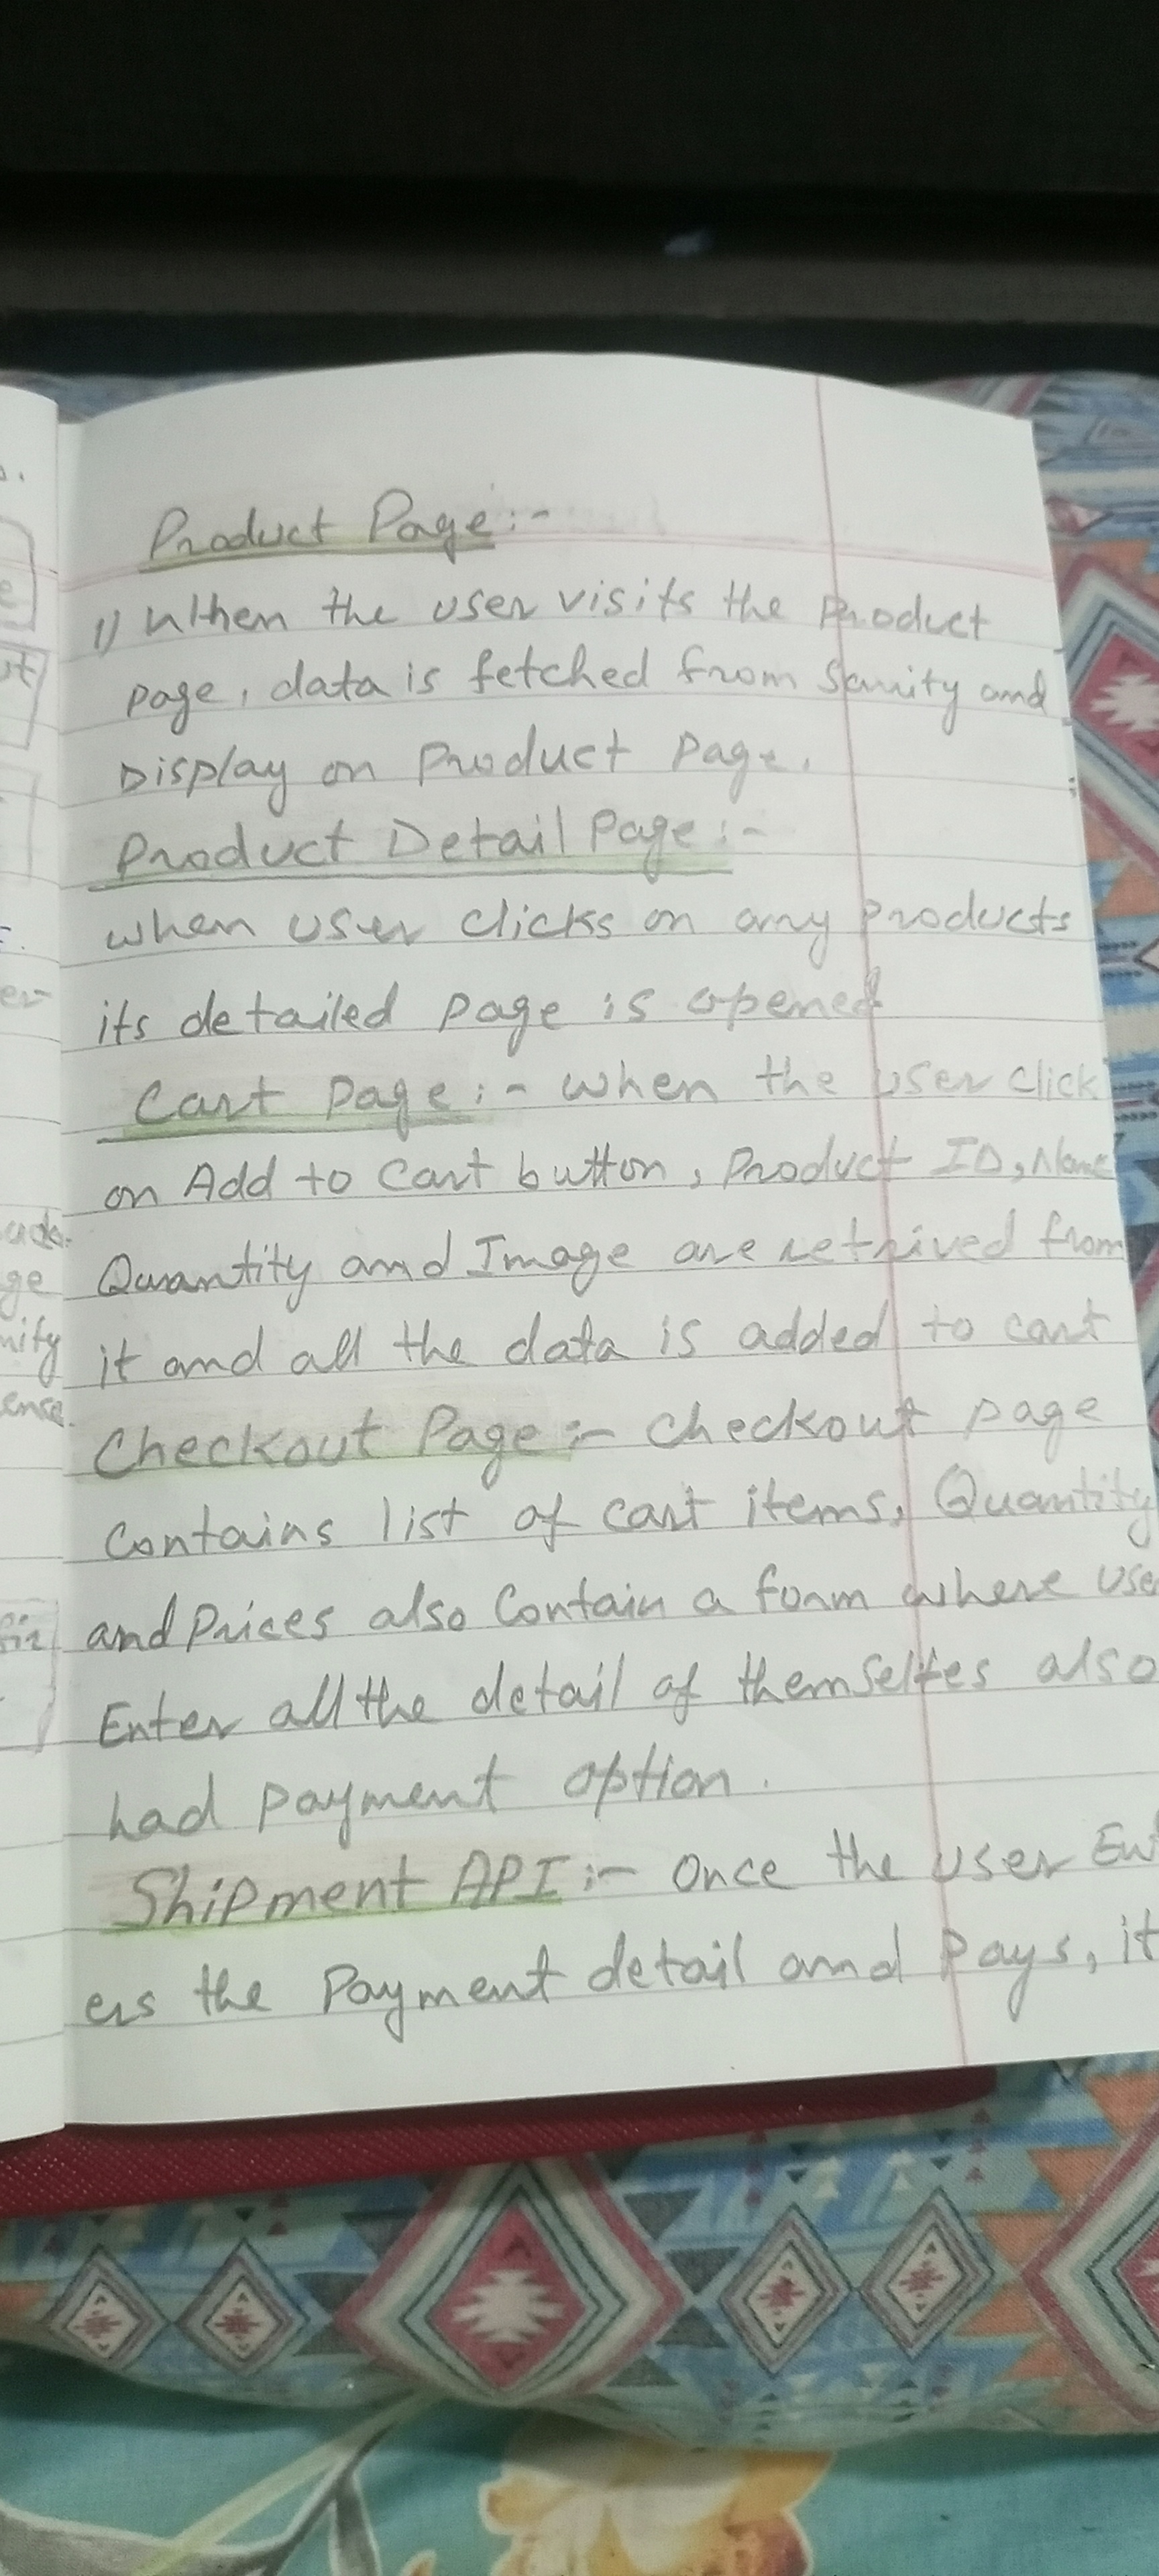 Product Page:-
1) When the user visits the Product
page, data is fetched from Sanity and
Display on Product Page.
Product Detail Page:-
when user clicks on any products
its detailed page is opened
Cart Page:- when the user click
on Add to Cart button, Product ID, Name
Quantity and Image are retrived from
it and all the data is added to cart
Checkout Page:- Checkout page
Contains list of cart items, Quantity
and Prices also Contain a form where use
Enter all the detail of themselfes also
had payment option.
Shipment API:- Once the user Ent
ers the Payment detail and Pays, it